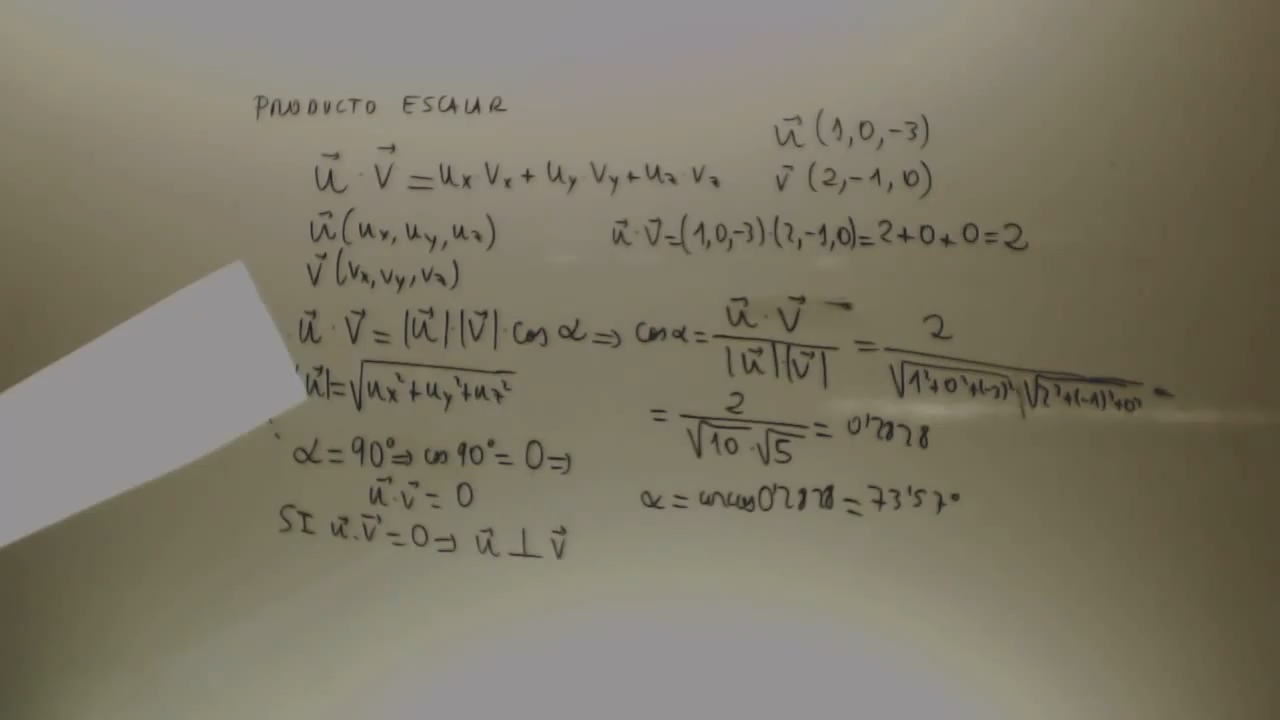 PRODUCTO ESCALAR
u⃗ · v⃗ = uₓ vₓ + u_y v_y + u_z v_z
u⃗ (uₓ, u_y, u_z)
v⃗ (vₓ, v_y, v_z)
u⃗ · v⃗ = |u⃗|·|v⃗|· cos α ⇒ cos α = u⃗ · v⃗ / |u⃗|·|v⃗| = 2 / √1²+0²+(-3)² · √2²+(-1)²+0²
|u⃗| = √uₓ²+u_y²+u_z²
= 2 / √10 · √5 = 0'2828
α = 90° ⇒ cos 90° = 0 ⇒
u⃗ · v⃗ = 0
SI u⃗ · v⃗ = 0 ⇒ u⃗ ⊥ v⃗
u⃗ (1, 0, -3)
v⃗ (2, -1, 0)
u⃗ · v⃗ = (1, 0, -3) · (2, -1, 0) = 2 + 0 + 0 = 2
α = arccos 0'2828 = 73'57°